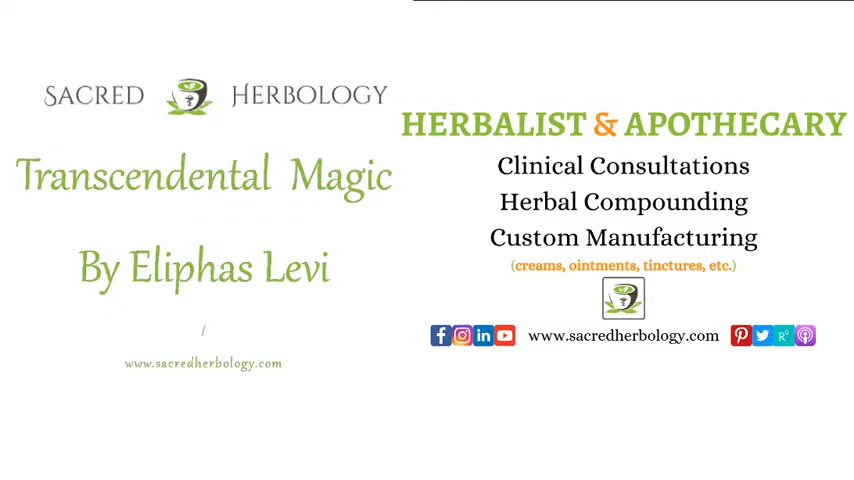 SACRED HERBOLOGY
Transcendental Magic
By Eliphas Levi
/
www.sacredherbology.com
HERBALIST & APOTHECARY
Clinical Consultations
Herbal Compounding
Custom Manufacturing
(creams, ointments, tinctures, etc.)
www.sacredherbology.com